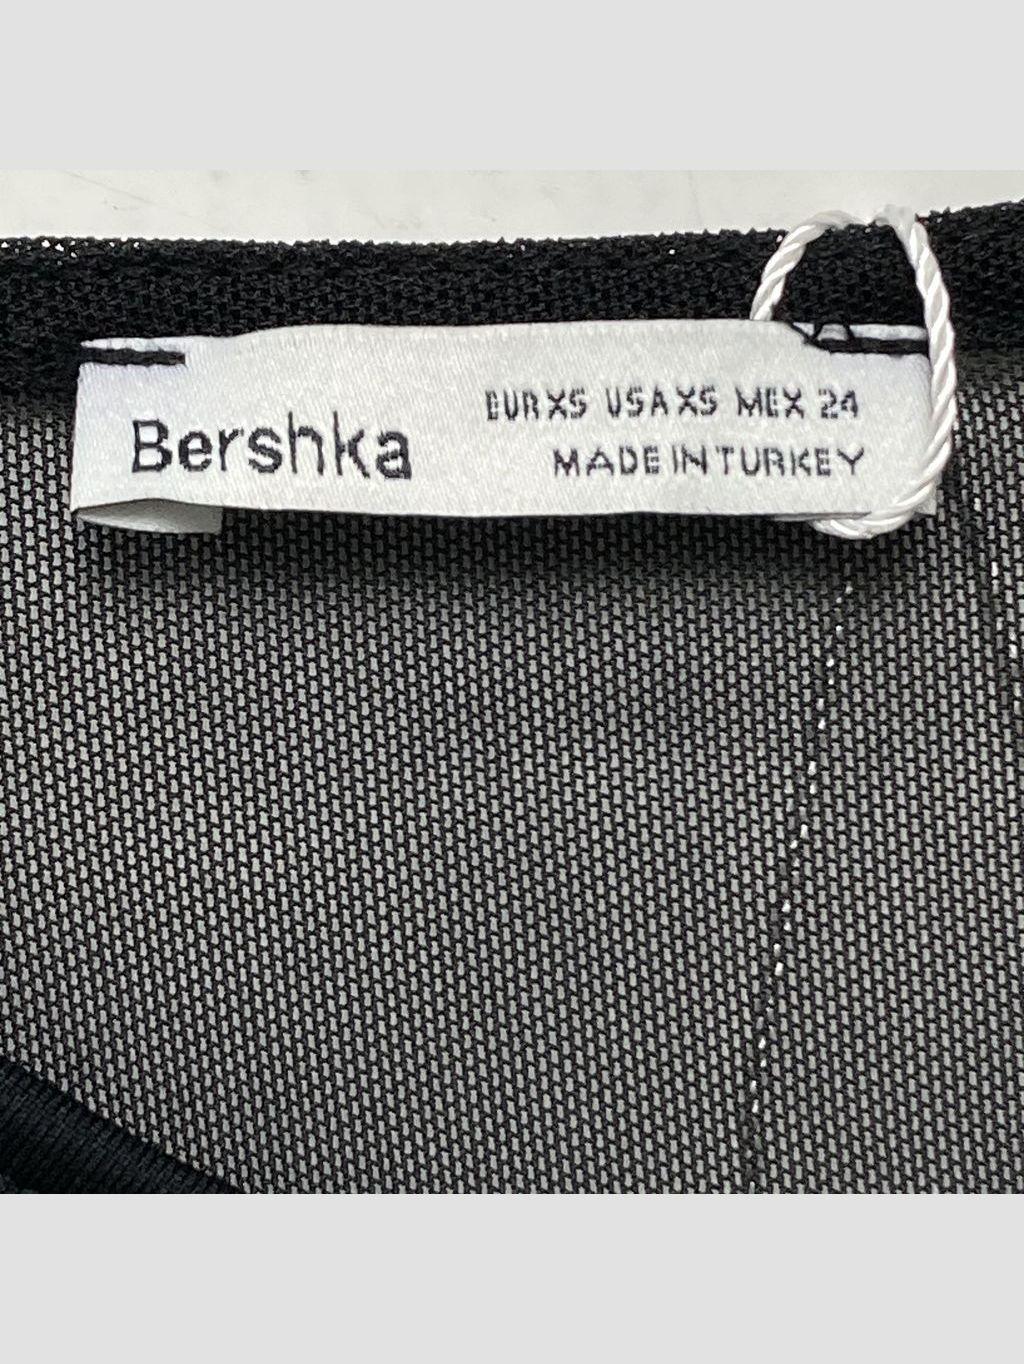 Bershka
EUR XS USA XS MEX 24
MADE IN TURKEY